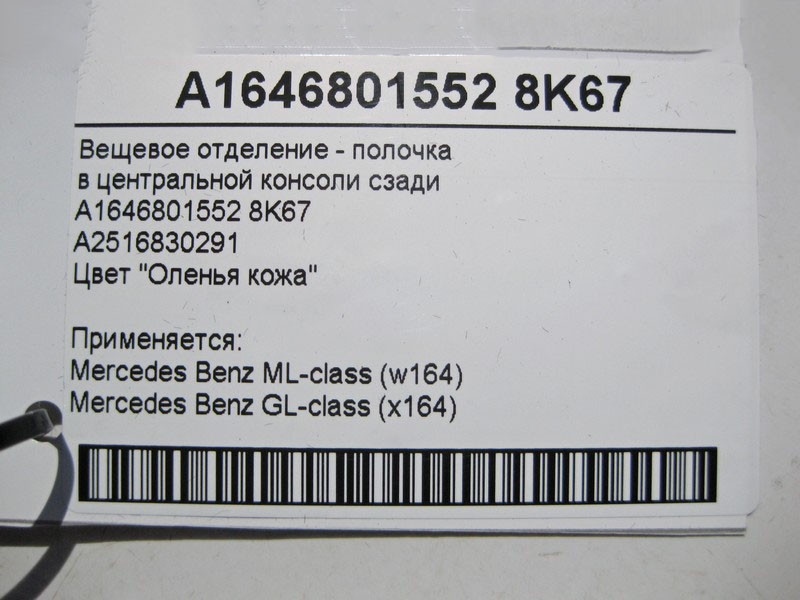 A1646801552 8K67
Вещевое отделение - полочка
в центральной консоли сзади
A1646801552 8K67
A2516830291
Цвет "Оленья кожа"
Применяется:
Mercedes Benz ML-class (w164)
Mercedes Benz GL-class (x164)